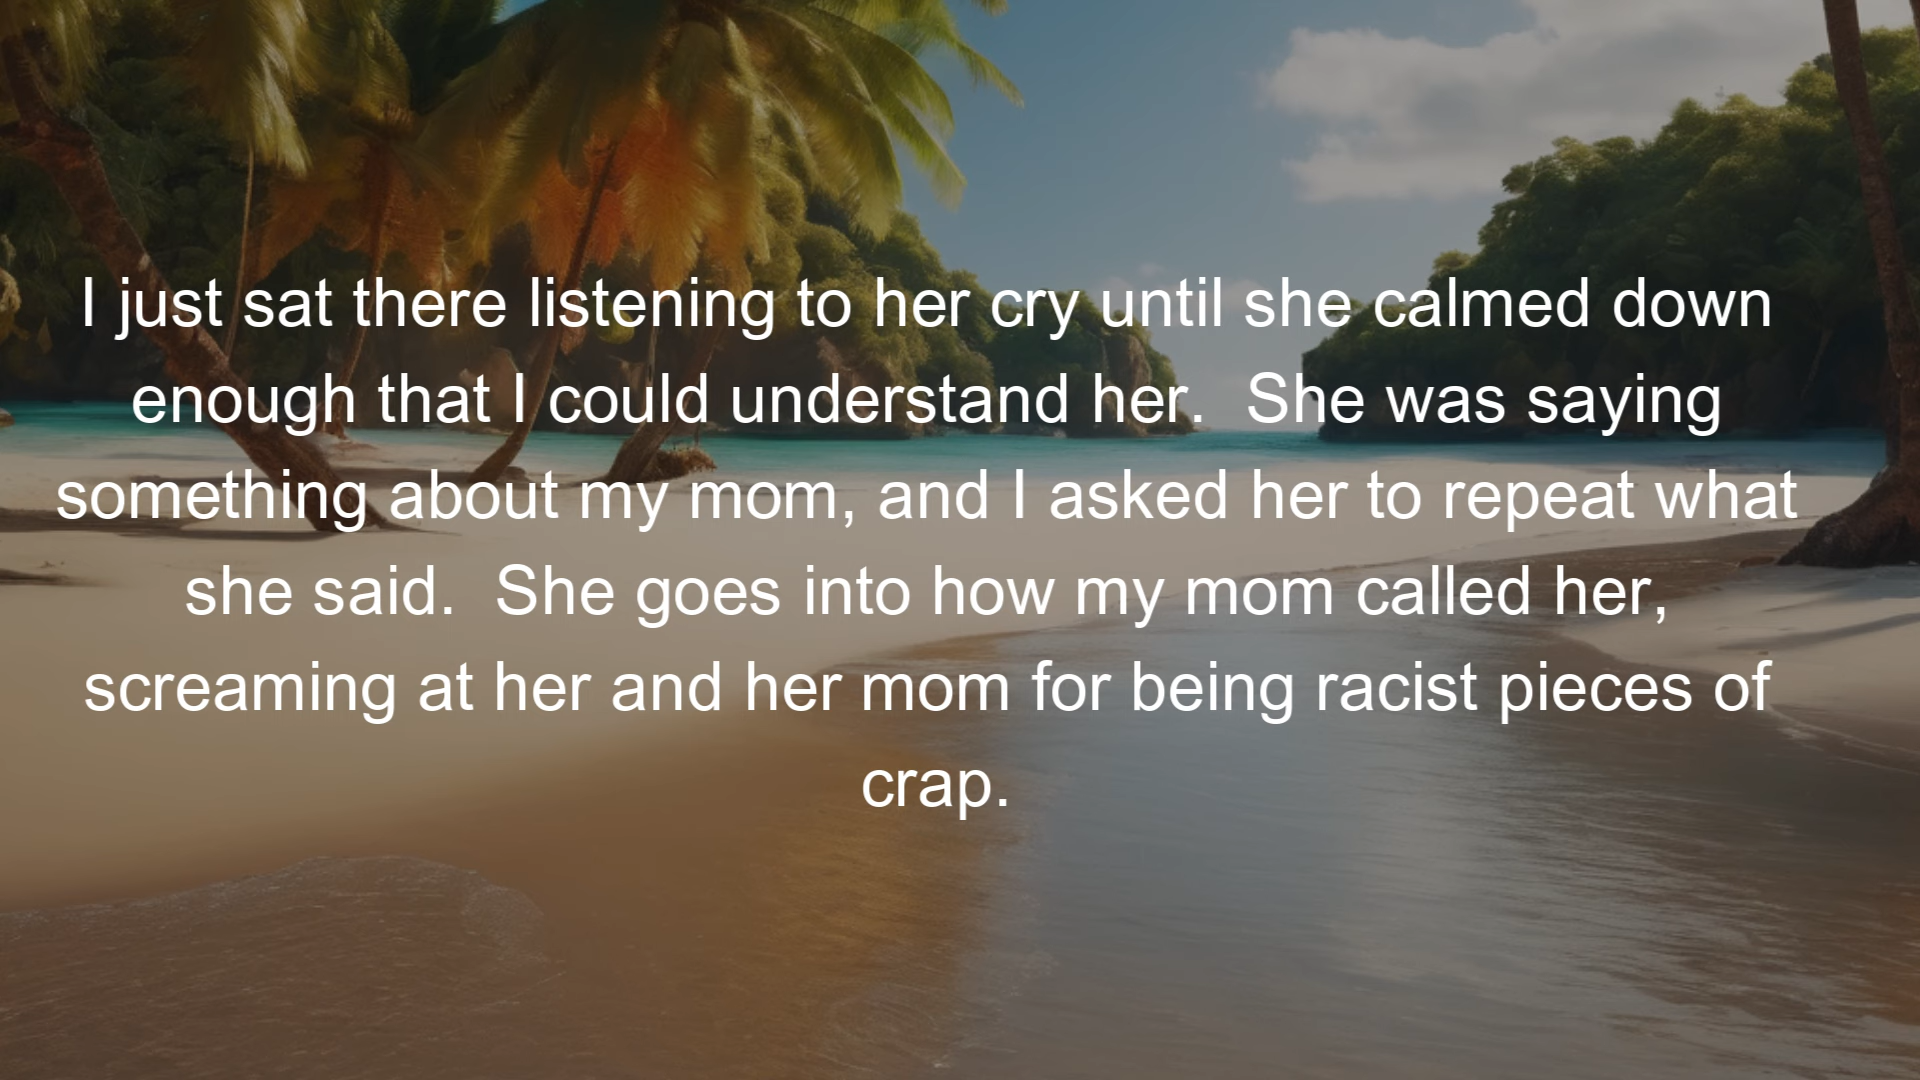 I just sat there listening to her cry until she calmed down
enough that I could understand her.  She was saying
something about my mom, and I asked her to repeat what
she said.  She goes into how my mom called her,
screaming at her and her mom for being racist pieces of
crap.